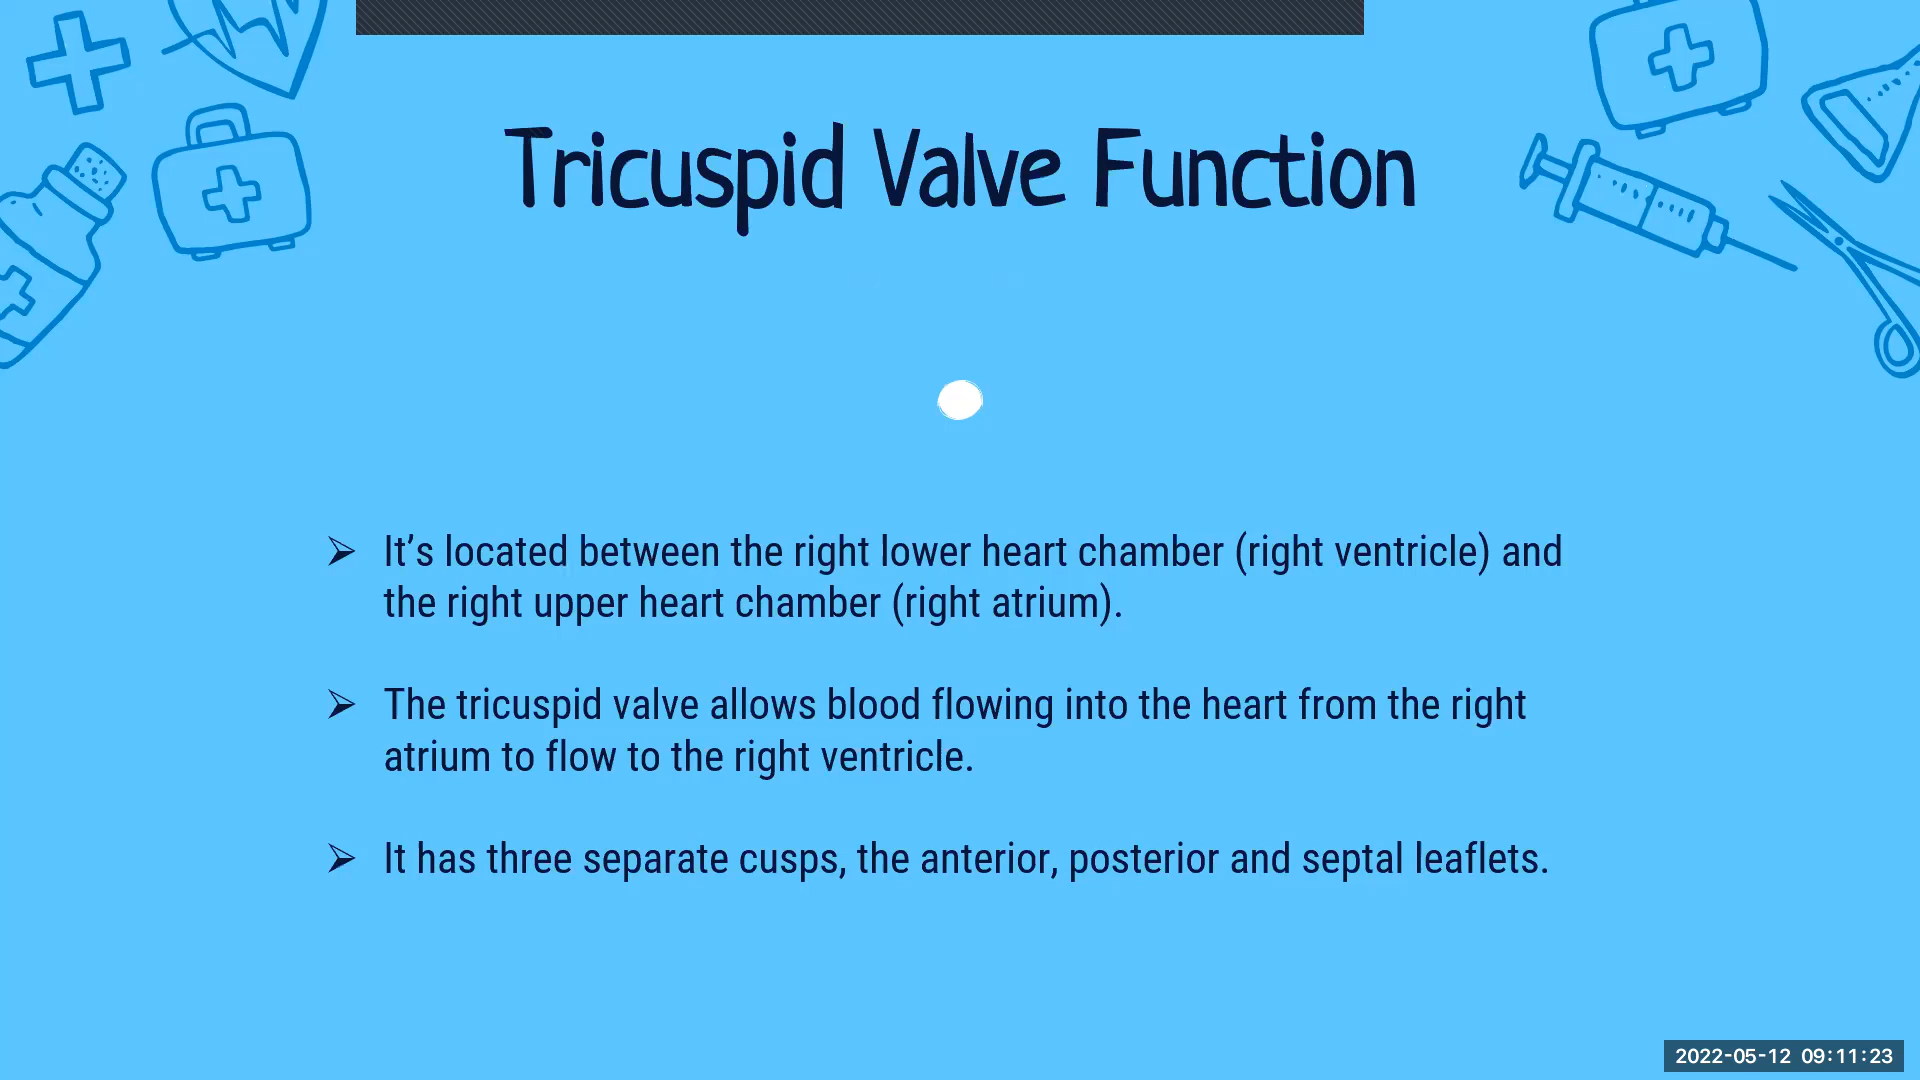 Tricuspid Valve Function
➢ It’s located between the right lower heart chamber (right ventricle) and
the right upper heart chamber (right atrium).
➢ The tricuspid valve allows blood flowing into the heart from the right
atrium to flow to the right ventricle.
➢ It has three separate cusps, the anterior, posterior and septal leaflets.
2022-05-12 09:11:23